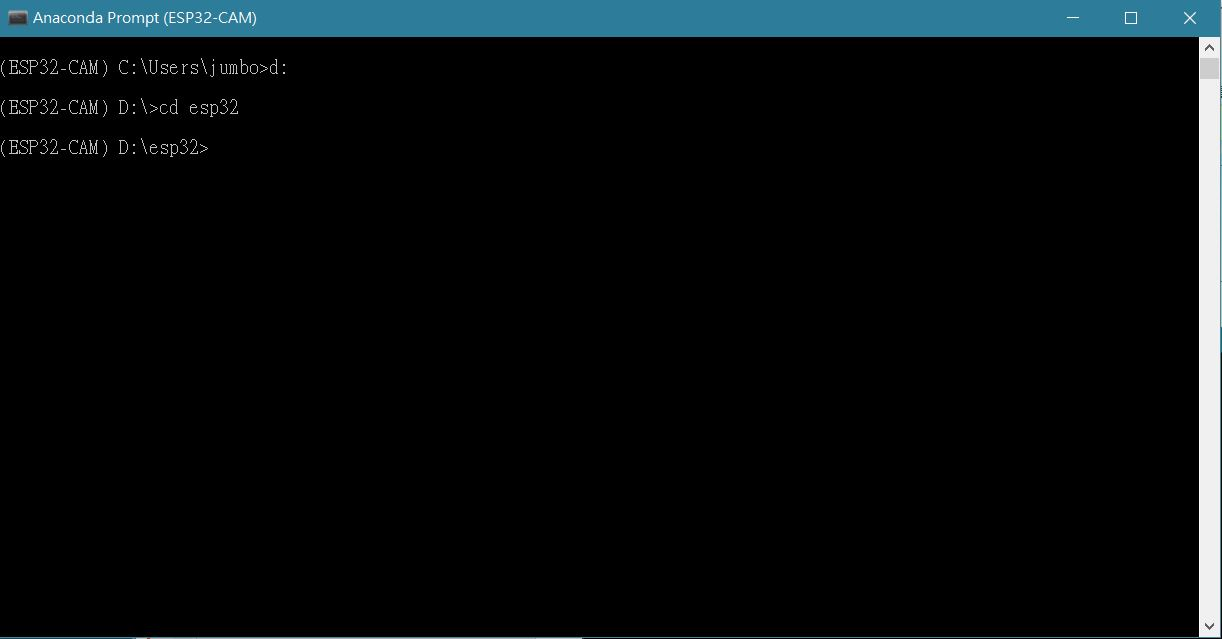 Anaconda Prompt (ESP32-CAM)
(ESP32-CAM) C:\Users\jumbo>d:
(ESP32-CAM) D:\>cd esp32
(ESP32-CAM) D:\esp32>